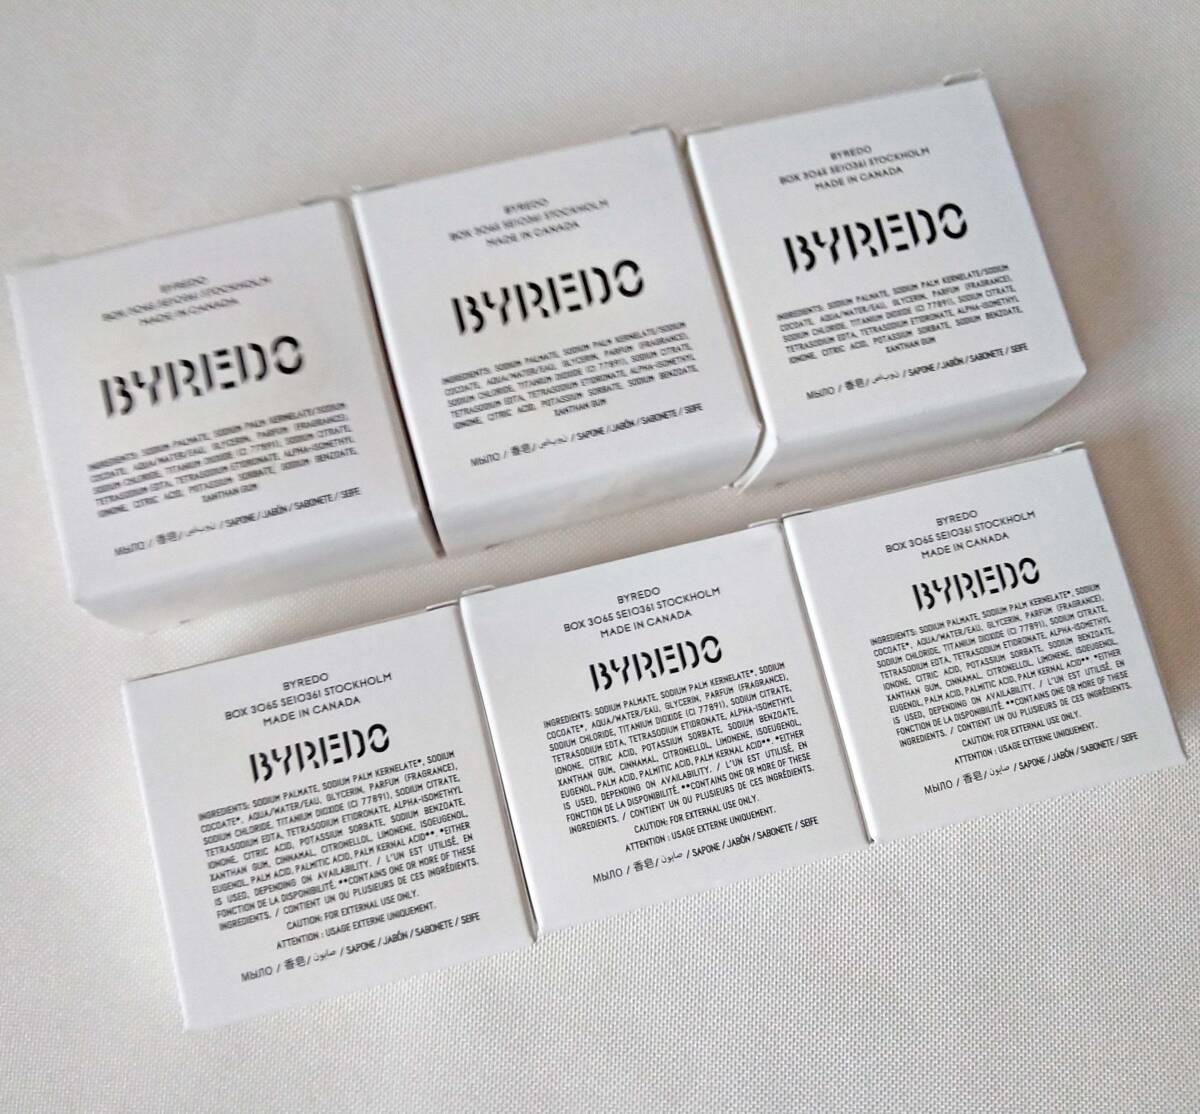 BYREDO
BOX 3065 SE10361 STOCKHOLM
MADE IN CANADA
BYREDO
INGREDIENTS: SODIUM PALMATE, SODIUM PALM KERNELATE/SODIUM
COCOATE, AQUA/WATER/EAU, GLYCERIN, PARFUM (FRAGRANCE),
SODIUM CHLORIDE, TITANIUM DIOXIDE (CI 77891), SODIUM CITRATE,
TETRASODIUM EDTA, TETRASODIUM ETIDRONATE, ALPHA-ISOMETHYL
IONONE, CITRIC ACID, POTASSIUM SORBATE, SODIUM BENZOATE,
XANTHAN GUM
МЫЛО / 香皂 / صابون / SAPONE / JABÓN / SABONETE / SEIFE
BYREDO
BOX 3065 SE10361 STOCKHOLM
MADE IN CANADA
BYREDO
INGREDIENTS: SODIUM PALMATE, SODIUM PALM KERNELATE/SODIUM
COCOATE, AQUA/WATER/EAU, GLYCERIN, PARFUM (FRAGRANCE),
SODIUM CHLORIDE, TITANIUM DIOXIDE (CI 77891), SODIUM CITRATE,
TETRASODIUM EDTA, TETRASODIUM ETIDRONATE, ALPHA-ISOMETHYL
IONONE, CITRIC ACID, POTASSIUM SORBATE, SODIUM BENZOATE,
XANTHAN GUM
МЫЛО / 香皂 / صابون / SAPONE / JABÓN / SABONETE / SEIFE
BYREDO
BOX 3065 SE10361 STOCKHOLM
MADE IN CANADA
BYREDO
INGREDIENTS: SODIUM PALMATE, SODIUM PALM KERNELATE/SODIUM
COCOATE, AQUA/WATER/EAU, GLYCERIN, PARFUM (FRAGRANCE),
SODIUM CHLORIDE, TITANIUM DIOXIDE (CI 77891), SODIUM CITRATE,
TETRASODIUM EDTA, TETRASODIUM ETIDRONATE, ALPHA-ISOMETHYL
IONONE, CITRIC ACID, POTASSIUM SORBATE, SODIUM BENZOATE,
XANTHAN GUM
МЫЛО / 香皂 / صابون / SAPONE / JABÓN / SABONETE / SEIFE
BYREDO
BOX 3065 SE10361 STOCKHOLM
MADE IN CANADA
BYREDO
INGREDIENTS: SODIUM PALMATE, SODIUM PALM KERNELATE*, SODIUM
COCOATE*, AQUA/WATER/EAU, GLYCERIN, PARFUM (FRAGRANCE),
SODIUM CHLORIDE, TITANIUM DIOXIDE (CI 77891), SODIUM CITRATE,
TETRASODIUM EDTA, TETRASODIUM ETIDRONATE, ALPHA-ISOMETHYL
IONONE, CITRIC ACID, POTASSIUM SORBATE, SODIUM BENZOATE,
XANTHAN GUM, CINNAMAL, CITRONELLOL, LIMONENE, ISOEUGENOL,
EUGENOL, PALM ACID, PALMITIC ACID, PALM KERNAL ACID**. *EITHER
IS USED, DEPENDING ON AVAILABILITY. / L'UN EST UTILISÉ, EN
FONCTION DE LA DISPONIBILITÉ. **CONTAINS ONE OR MORE OF THESE
INGREDIENTS. / CONTIENT UN OU PLUSIEURS DE CES INGRÉDIENTS.
CAUTION: FOR EXTERNAL USE ONLY.
ATTENTION : USAGE EXTERNE UNIQUEMENT.
МЫЛО / 香皂 / صابون / SAPONE / JABÓN / SABONETE / SEIFE
BYREDO
BOX 3065 SE10361 STOCKHOLM
MADE IN CANADA
BYREDO
INGREDIENTS: SODIUM PALMATE, SODIUM PALM KERNELATE*, SODIUM
COCOATE*, AQUA/WATER/EAU, GLYCERIN, PARFUM (FRAGRANCE),
SODIUM CHLORIDE, TITANIUM DIOXIDE (CI 77891), SODIUM CITRATE,
TETRASODIUM EDTA, TETRASODIUM ETIDRONATE, ALPHA-ISOMETHYL
IONONE, CITRIC ACID, POTASSIUM SORBATE, SODIUM BENZOATE,
XANTHAN GUM, CINNAMAL, CITRONELLOL, LIMONENE, ISOEUGENOL,
EUGENOL, PALM ACID, PALMITIC ACID, PALM KERNAL ACID**. *EITHER
IS USED, DEPENDING ON AVAILABILITY. / L'UN EST UTILISÉ, EN
FONCTION DE LA DISPONIBILITÉ. **CONTAINS ONE OR MORE OF THESE
INGREDIENTS. / CONTIENT UN OU PLUSIEURS DE CES INGRÉDIENTS.
CAUTION: FOR EXTERNAL USE ONLY.
ATTENTION : USAGE EXTERNE UNIQUEMENT.
МЫЛО / 香皂 / صابون / SAPONE / JABÓN / SABONETE / SEIFE
BYREDO
BOX 3065 SE10361 STOCKHOLM
MADE IN CANADA
BYREDO
INGREDIENTS: SODIUM PALMATE, SODIUM PALM KERNELATE*, SODIUM
COCOATE*, AQUA/WATER/EAU, GLYCERIN, PARFUM (FRAGRANCE),
SODIUM CHLORIDE, TITANIUM DIOXIDE (CI 77891), SODIUM CITRATE,
TETRASODIUM EDTA, TETRASODIUM ETIDRONATE, ALPHA-ISOMETHYL
IONONE, CITRIC ACID, POTASSIUM SORBATE, SODIUM BENZOATE,
XANTHAN GUM, CINNAMAL, CITRONELLOL, LIMONENE, ISOEUGENOL,
EUGENOL, PALM ACID, PALMITIC ACID, PALM KERNAL ACID**. *EITHER
IS USED, DEPENDING ON AVAILABILITY. / L'UN EST UTILISÉ, EN
FONCTION DE LA DISPONIBILITÉ. **CONTAINS ONE OR MORE OF THESE
INGREDIENTS. / CONTIENT UN OU PLUSIEURS DE CES INGRÉDIENTS.
CAUTION: FOR EXTERNAL USE ONLY.
ATTENTION : USAGE EXTERNE UNIQUEMENT.
МЫЛО / 香皂 / صابون / SAPONE / JABÓN / SABONETE / SEIFE